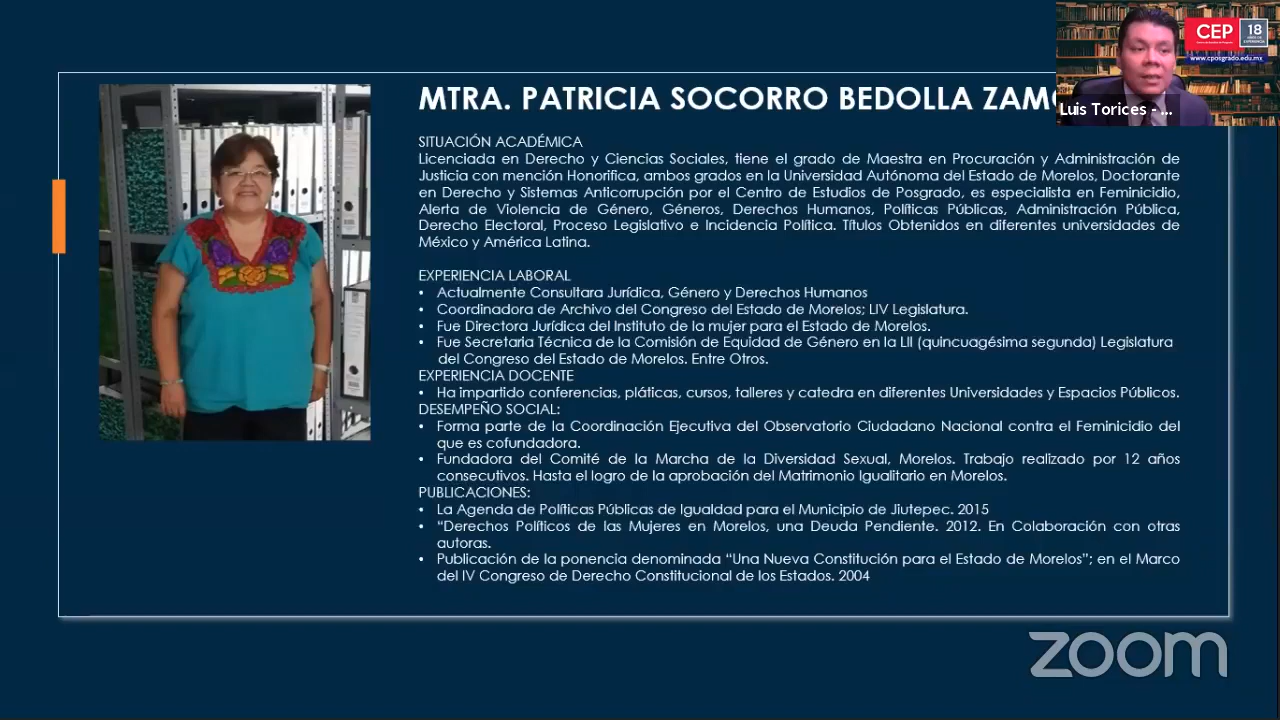 CEP
18
www.cposgrado.edu.mx
MTRA. PATRICIA SOCORRO BEDOLLA
Luis Torices - ...
SITUACIÓN ACADÉMICA
Licenciada en Derecho y Ciencias Sociales, tiene el grado de Maestra en Procuración y Administración de
Justicia con mención Honorifica, ambos grados en la Universidad Autónoma del Estado de Morelos, Doctorante
en Derecho y Sistemas Anticorrupción por el Centro de Estudios de Posgrado, es especialista en Feminicidio,
Alerta de Violencia de Género, Géneros, Derechos Humanos, Políticas Públicas, Administración Pública,
Derecho Electoral, Proceso Legislativo e Incidencia Política. Títulos Obtenidos en diferentes universidades de
México y América Latina.
EXPERIENCIA LABORAL
• Actualmente Consultara Jurídica, Género y Derechos Humanos
• Coordinadora de Archivo del Congreso del Estado de Morelos; LIV Legislatura.
• Fue Directora Jurídica del Instituto de la mujer para el Estado de Morelos.
• Fue Secretaria Técnica de la Comisión de Equidad de Género en la LII (quincuagésima segunda) Legislatura
del Congreso del Estado de Morelos. Entre Otros.
EXPERIENCIA DOCENTE
• Ha impartido conferencias, pláticas, cursos, talleres y catedra en diferentes Universidades y Espacios Públicos.
DESEMPEÑO SOCIAL:
• Forma parte de la Coordinación Ejecutiva del Observatorio Ciudadano Nacional contra el Feminicidio del
que es cofundadora.
• Fundadora del Comité de la Marcha de la Diversidad Sexual, Morelos. Trabajo realizado por 12 años
consecutivos. Hasta el logro de la aprobación del Matrimonio Igualitario en Morelos.
PUBLICACIONES:
• La Agenda de Políticas Públicas de Igualdad para el Municipio de Jiutepec. 2015
• “Derechos Políticos de las Mujeres en Morelos, una Deuda Pendiente. 2012. En Colaboración con otras
autoras.
• Publicación de la ponencia denominada “Una Nueva Constitución para el Estado de Morelos”; en el Marco
del IV Congreso de Derecho Constitucional de los Estados. 2004
zoom